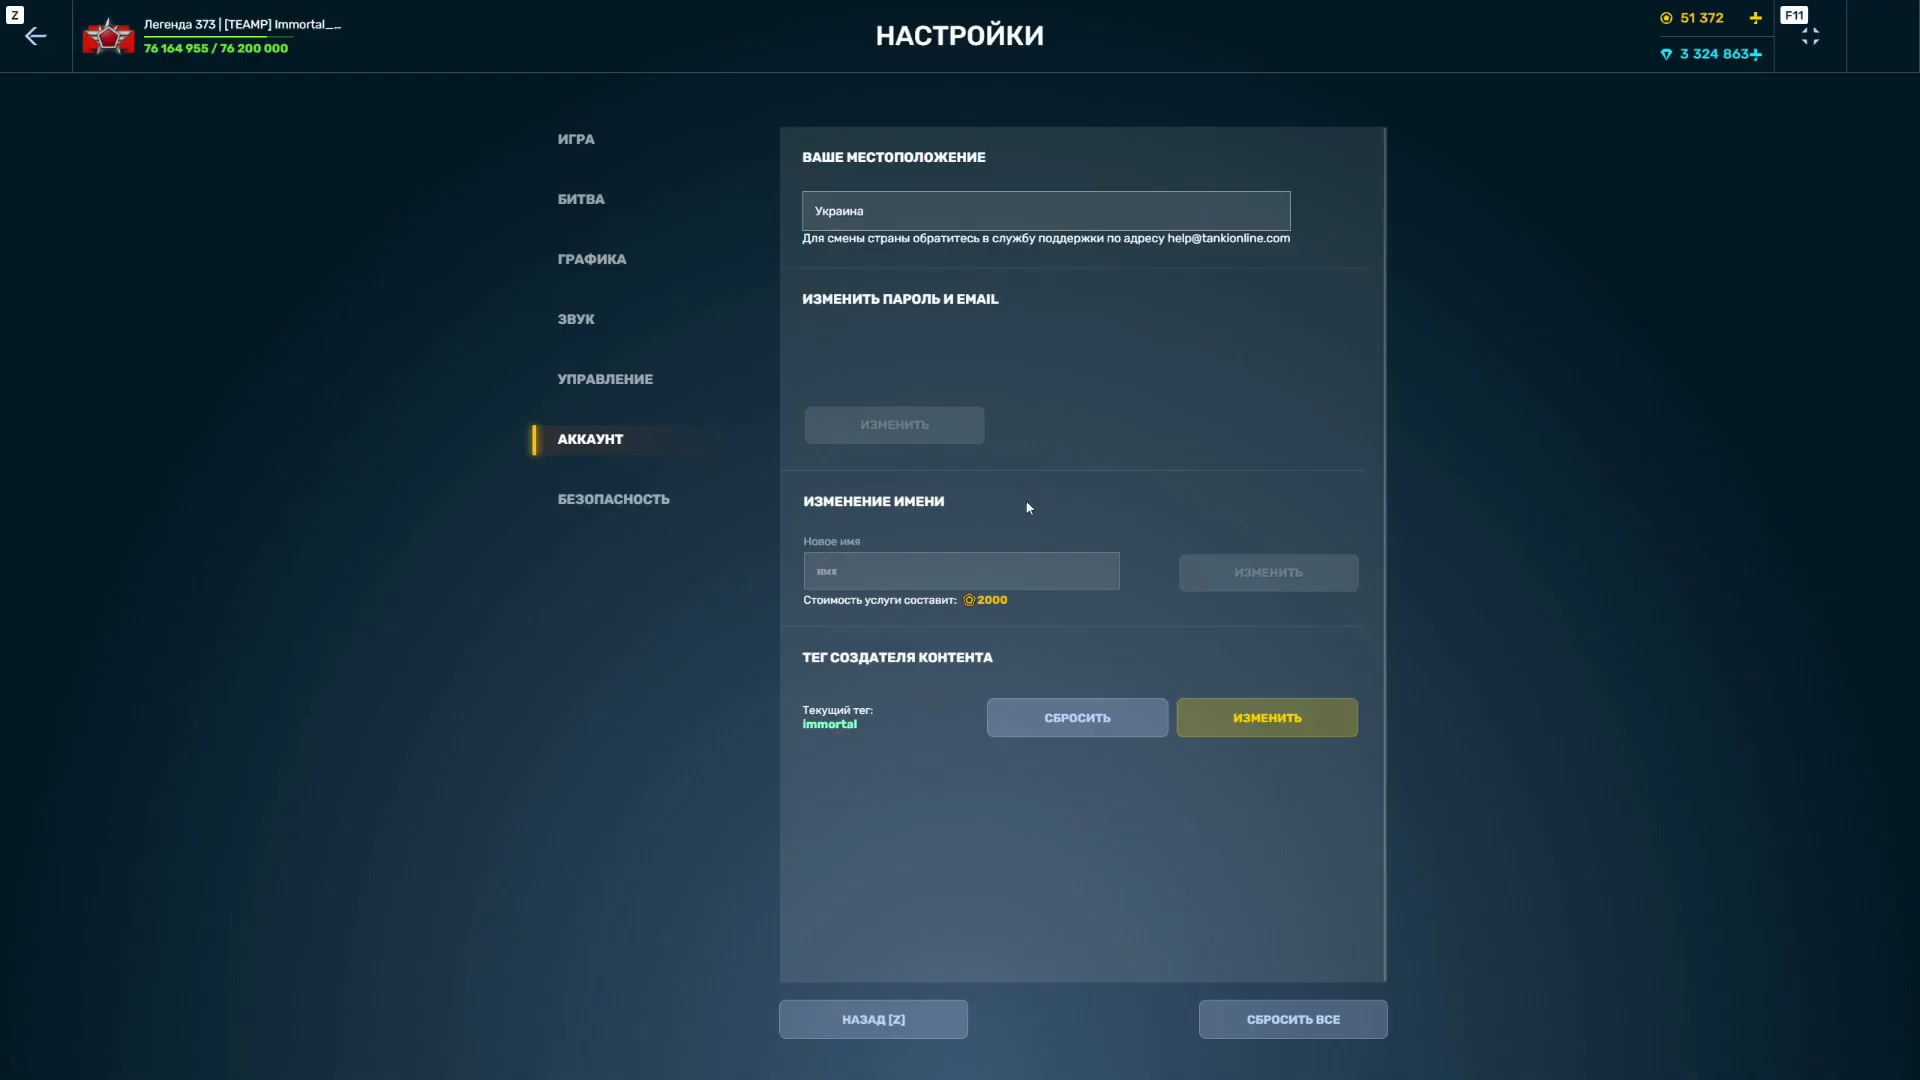 Z
Легенда 373 | [TEAMP] Immortal_...
76 164 955 / 76 200 000
НАСТРОЙКИ
51 372
3 324 863
F11
ИГРА
БИТВА
ГРАФИКА
ЗВУК
УПРАВЛЕНИЕ
АККАУНТ
БЕЗОПАСНОСТЬ
ВАШЕ МЕСТОПОЛОЖЕНИЕ
Украина
Для смены страны обратитесь в службу поддержки по адресу help@tankionline.com
ИЗМЕНИТЬ ПАРОЛЬ И EMAIL
ИЗМЕНИТЬ
ИЗМЕНЕНИЕ ИМЕНИ
Новое имя
имя
ИЗМЕНИТЬ
Стоимость услуги составит: 2000
ТЕГ СОЗДАТЕЛЯ КОНТЕНТА
Текущий тег:
immortal
СБРОСИТЬ
ИЗМЕНИТЬ
НАЗАД [Z]
СБРОСИТЬ ВСЕ